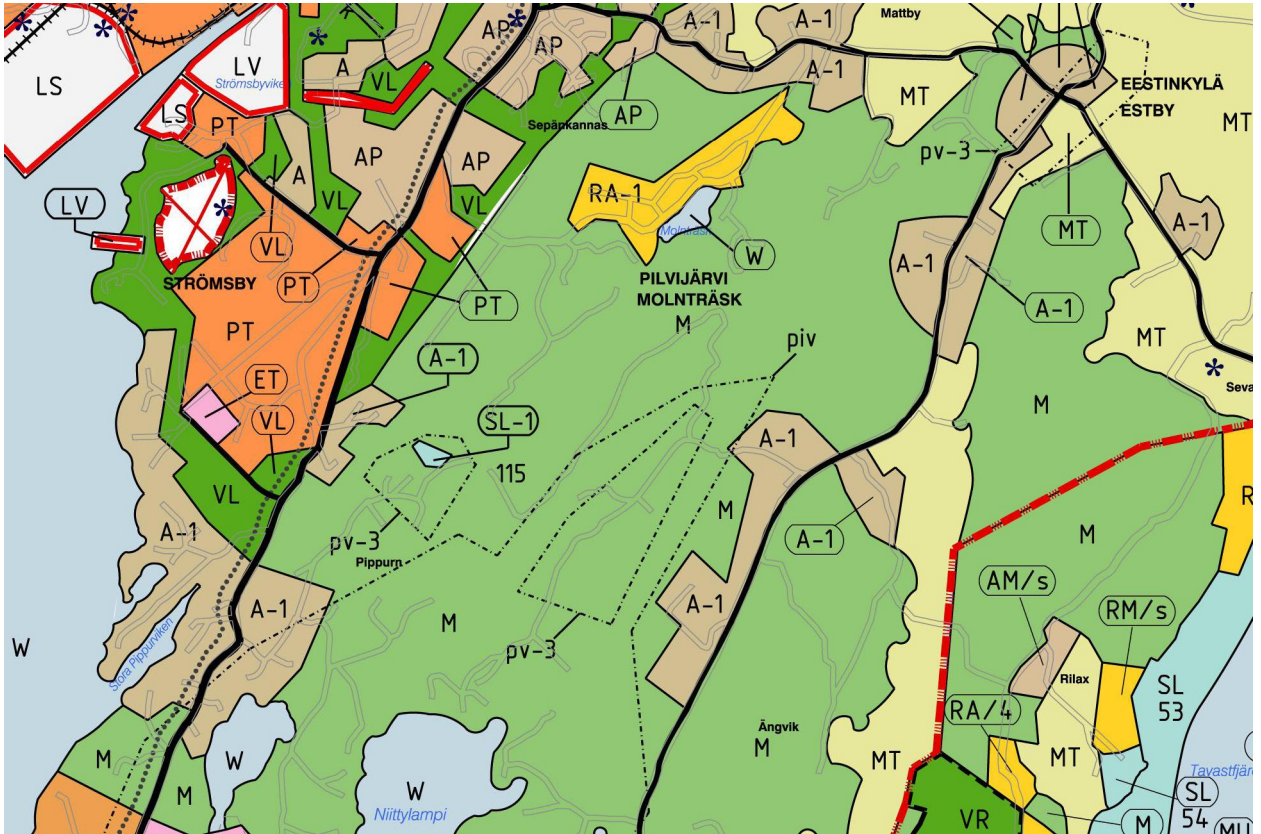 Mattby
A-1
AP
AP
LS
LV
Strömsbyviken
A
VL
A-1
MT
EESTINKYLÄ
ESTBY
MT
LS
PT
AP
Sepänkannas
AP
pv-3
A
VL
AP
VL
RA-1
Molnträsk
W
MT
A-1
LV
VL
A-1
A-1
STRÖMSBY
PT
PT
PILVIJÄRVI
MOLNTRÄSK
M
PT
piv
MT
A-1
ET
Seva
VL
SL-1
A-1
M
115
VL
M
R
A-1
pv-3
Pippurn
A-1
M
A-1
A-1
AM/s
RM/s
M
W
Stora Pippurviken
pv-3
Rilax
SL
53
RA/4
Ängvik
M
M
W
MT
MT
Tavastfjär
W
M
SL
54
Niittylampi
VR
M
MU